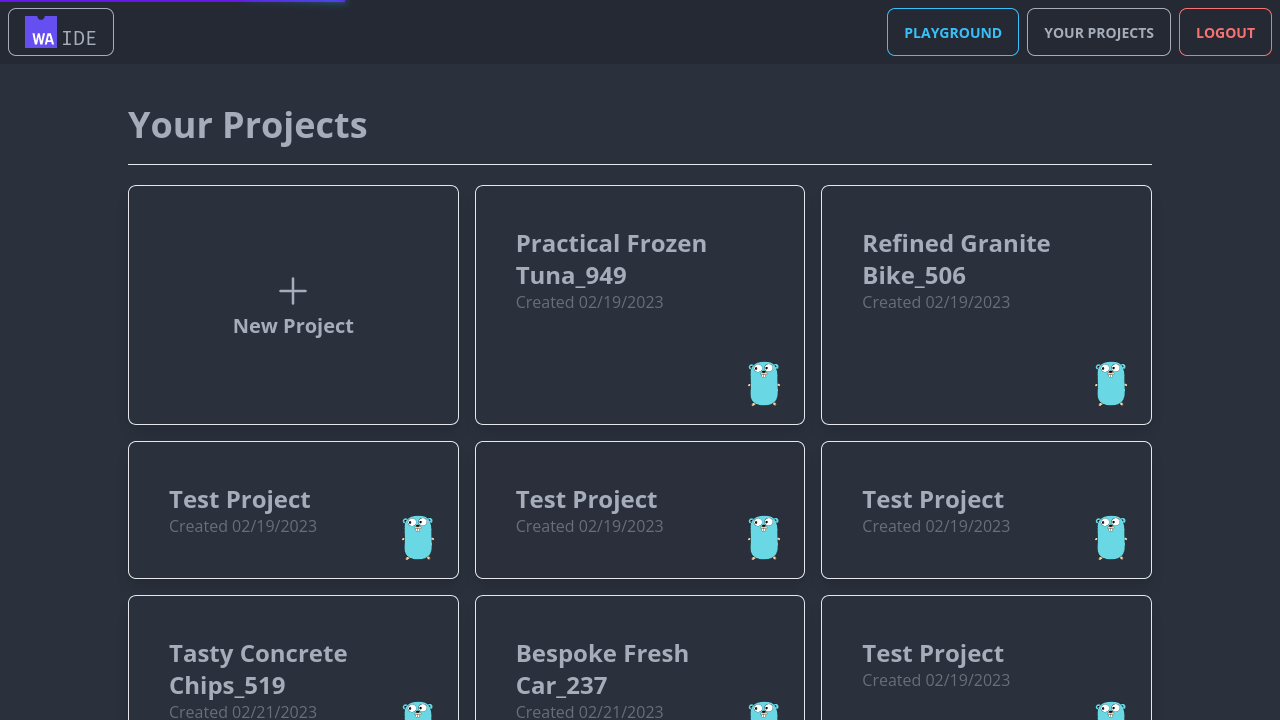 WA IDE
PLAYGROUND
YOUR PROJECTS
LOGOUT
Your Projects
New Project
Practical Frozen
Tuna_949
Created 02/19/2023
Refined Granite
Bike_506
Created 02/19/2023
Test Project
Created 02/19/2023
Test Project
Created 02/19/2023
Test Project
Created 02/19/2023
Tasty Concrete
Chips_519
Created 02/21/2023
Bespoke Fresh
Car_237
Created 02/21/2023
Test Project
Created 02/19/2023